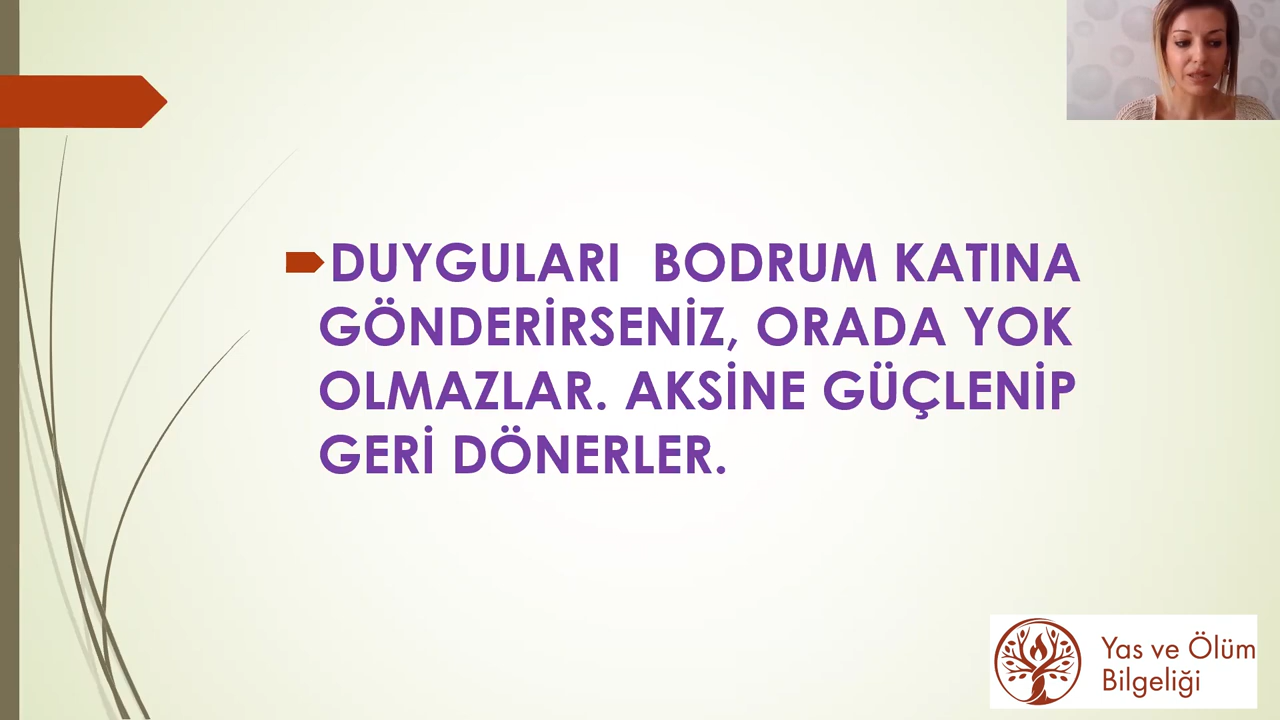 DUYGULARI BODRUM KATINA
GÖNDERİRSENİZ, ORADA YOK
OLMAZLAR. AKSİNE GÜÇLENİP
GERİ DÖNERLER.
Yas ve Ölüm
Bilgeliği